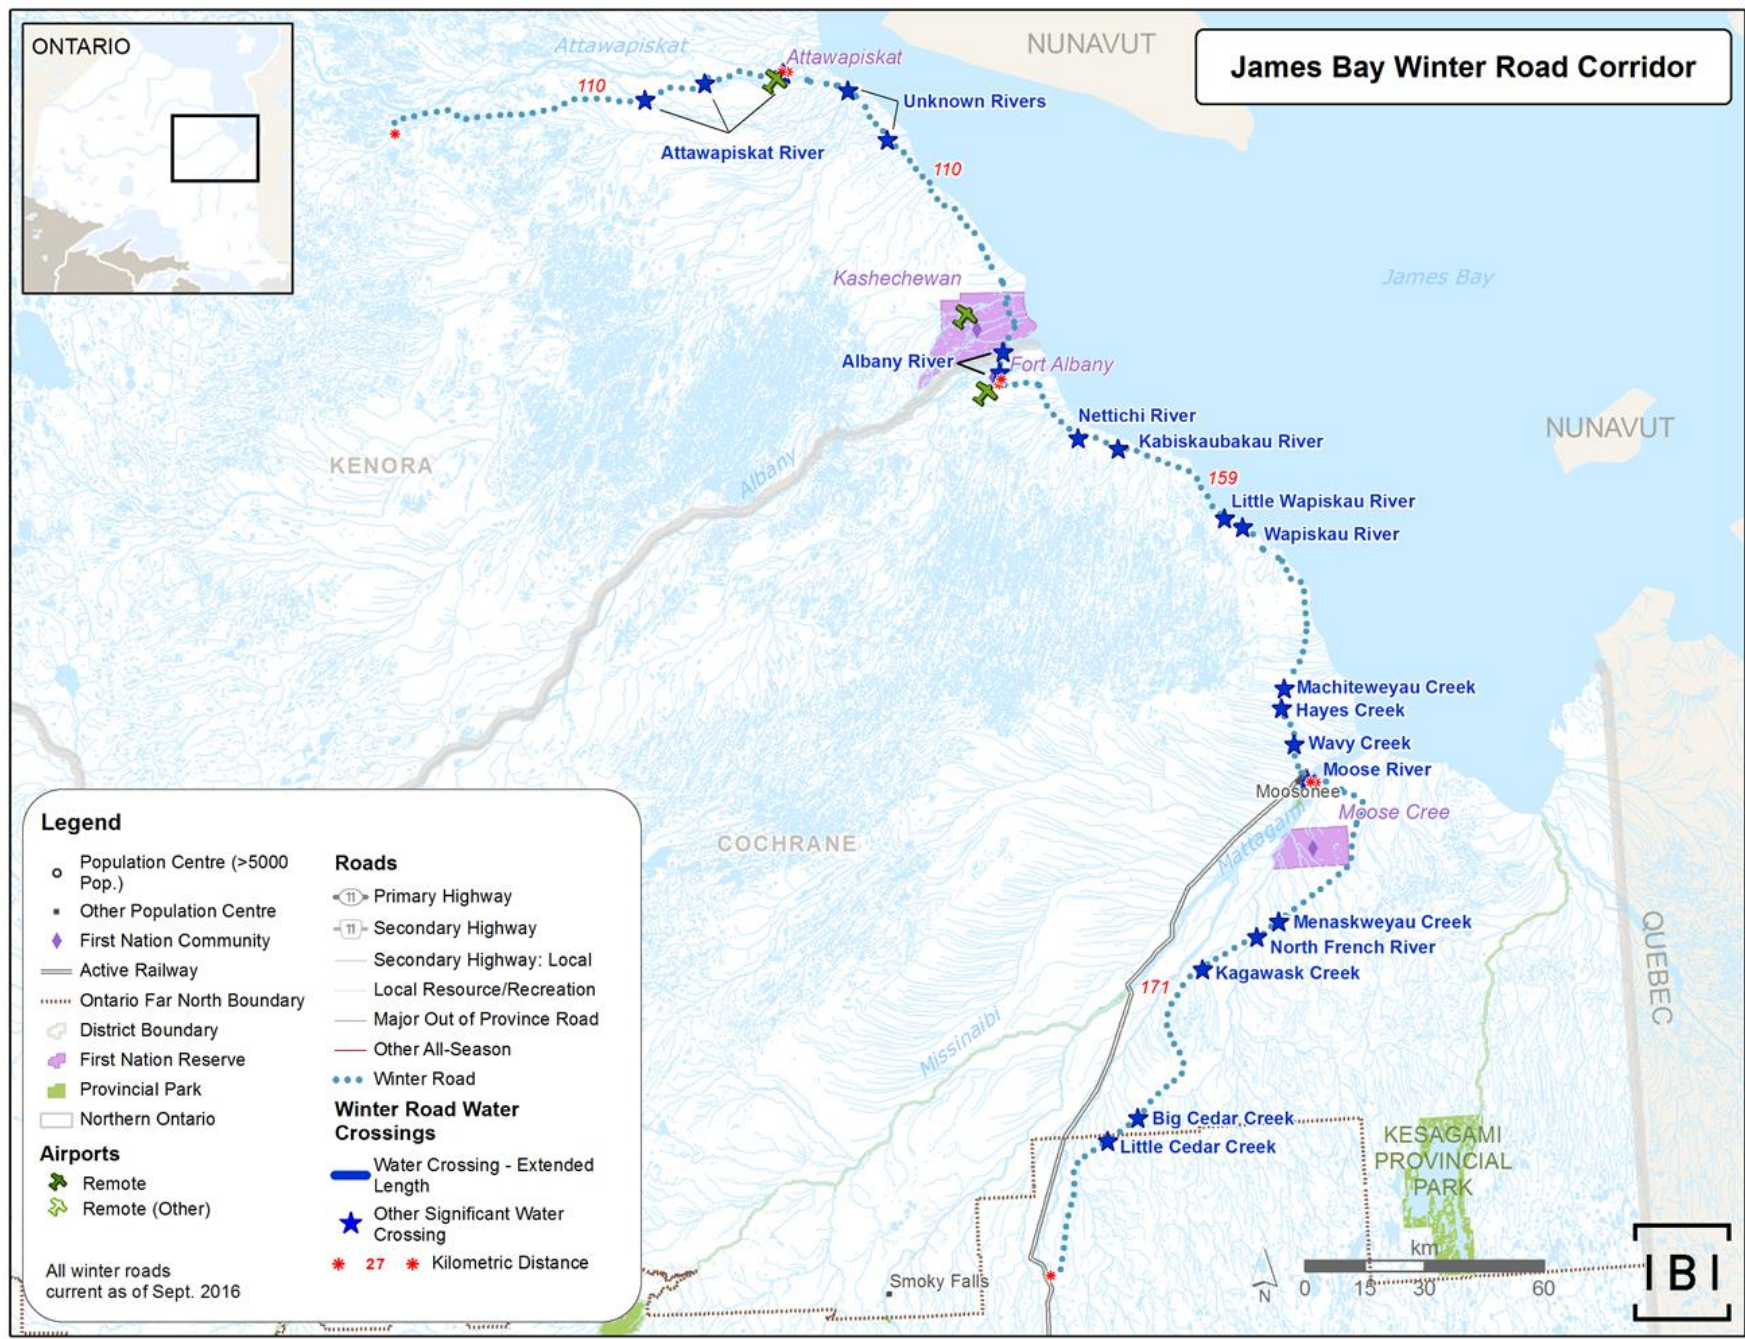 ONTARIO
James Bay Winter Road Corridor
NUNAVUT
Attawapiskat
Attawapiskat
110
Unknown Rivers
Attawapiskat River
110
Kashechewan
James Bay
Albany River
Fort Albany
Nettichi River
NUNAVUT
Kabiskaubakau River
KENORA
Albany
159
Little Wapiskau River
Wapiskau River
Machiteweyau Creek
Hayes Creek
Wavy Creek
Moose River
Moosonee
Moose Cree
Mattagami
COCHRANE
Menaskweyau Creek
North French River
Kagawask Creek
QUEBEC
171
Missinaibi
Big Cedar Creek
Little Cedar Creek
KESAGAMI
PROVINCIAL
PARK
Smoky Falls
N
km
0 15 30 60
IBI
Legend
Population Centre (>5000
Pop.)
Other Population Centre
First Nation Community
Active Railway
Ontario Far North Boundary
District Boundary
First Nation Reserve
Provincial Park
Northern Ontario
Airports
Remote
Remote (Other)
All winter roads
current as of Sept. 2016
Roads
11 Primary Highway
11 Secondary Highway
Secondary Highway: Local
Local Resource/Recreation
Major Out of Province Road
Other All-Season
Winter Road
Winter Road Water
Crossings
Water Crossing - Extended
Length
Other Significant Water
Crossing
27 Kilometric Distance